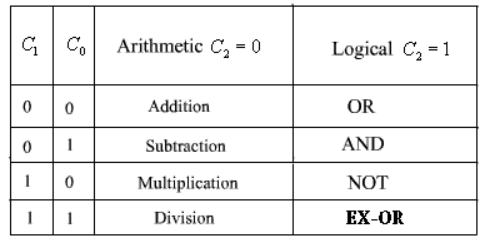 C₁ C₀ Arithmetic C₂ = 0 Logical C₂ = 1
0 0 Addition OR
0 1 Subtraction AND
1 0 Multiplication NOT
1 1 Division EX-OR